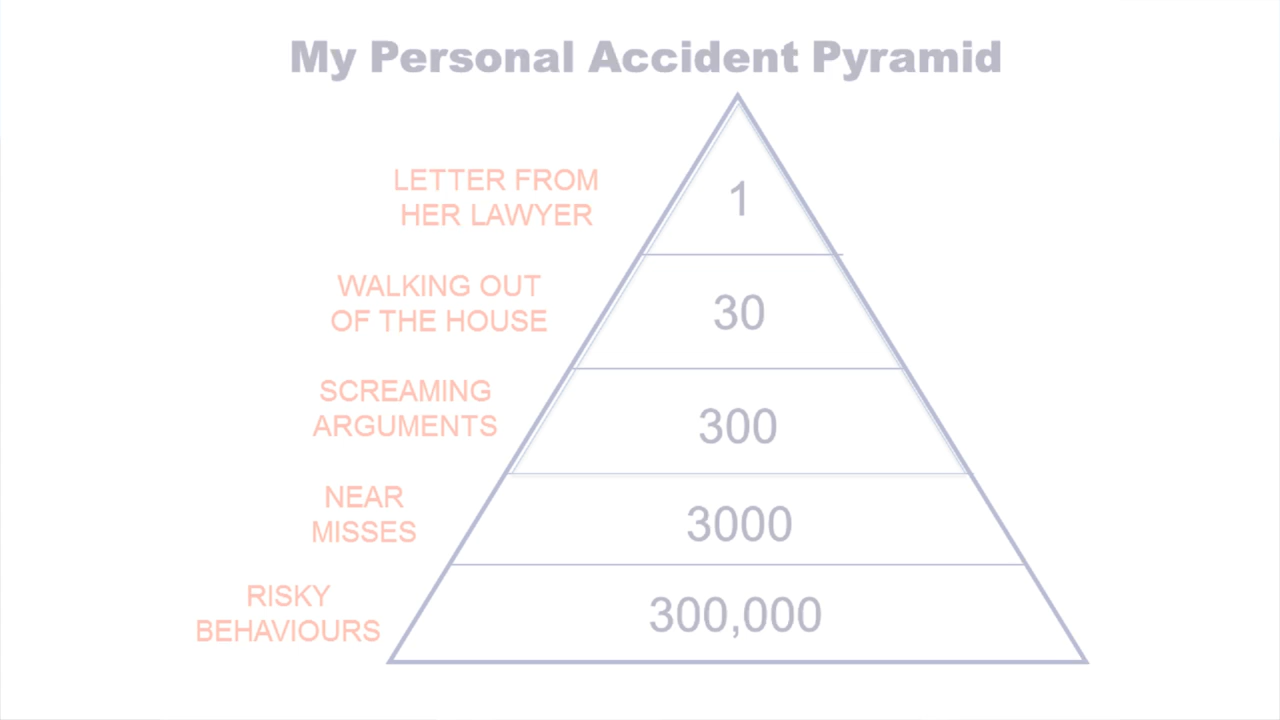 My Personal Accident Pyramid
LETTER FROM
HER LAWYER
1
WALKING OUT
OF THE HOUSE
30
SCREAMING
ARGUMENTS
300
NEAR
MISSES
3000
RISKY
BEHAVIOURS
300,000